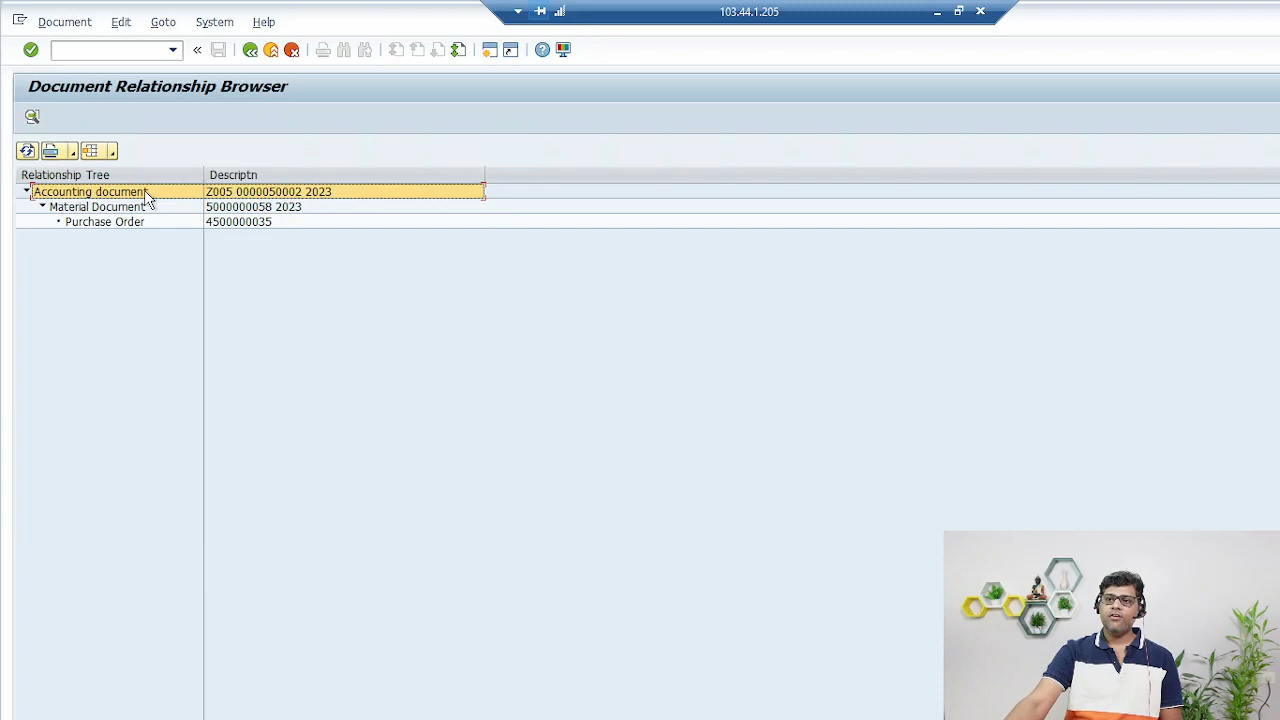 103.44.1.205
Document Edit Goto System Help
Document Relationship Browser
Relationship Tree Descriptn
Accounting document Z005 0000050002 2023
Material Document 5000000058 2023
Purchase Order 4500000035